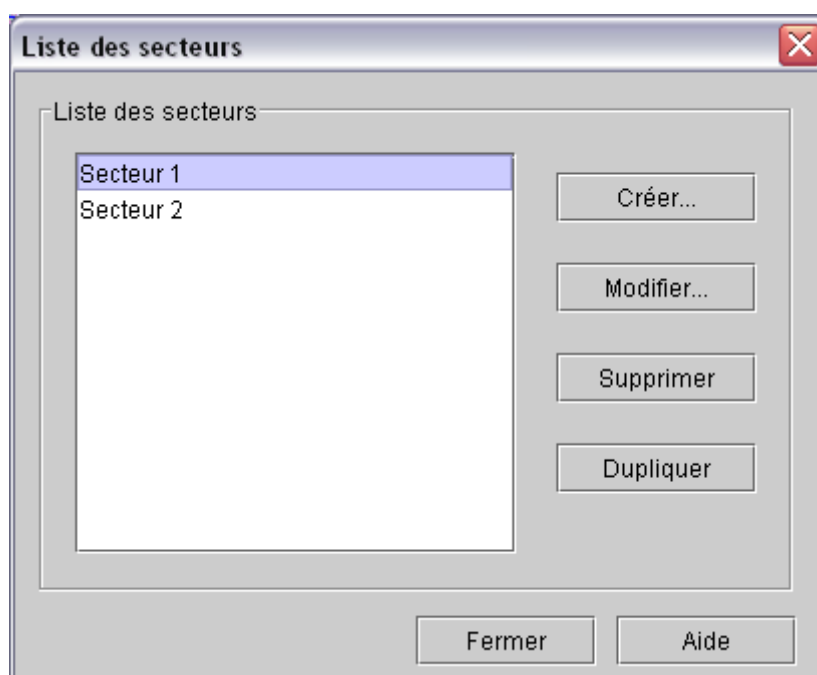 Liste des secteurs
Liste des secteurs
Secteur 1
Secteur 2
Créer...
Modifier...
Supprimer
Dupliquer
Fermer
Aide